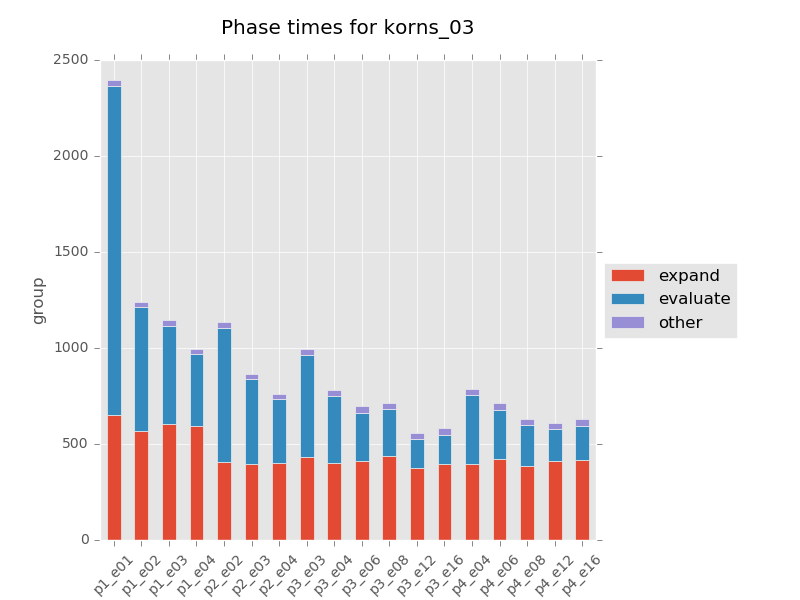 Phase times for korns_03
2500
2000
1500
1000
500
0
group
expand
evaluate
other
p1_e01
p1_e02
p1_e03
p1_e04
p2_e02
p2_e03
p2_e04
p3_e03
p3_e04
p3_e06
p3_e08
p3_e12
p3_e16
p4_e04
p4_e06
p4_e08
p4_e12
p4_e16